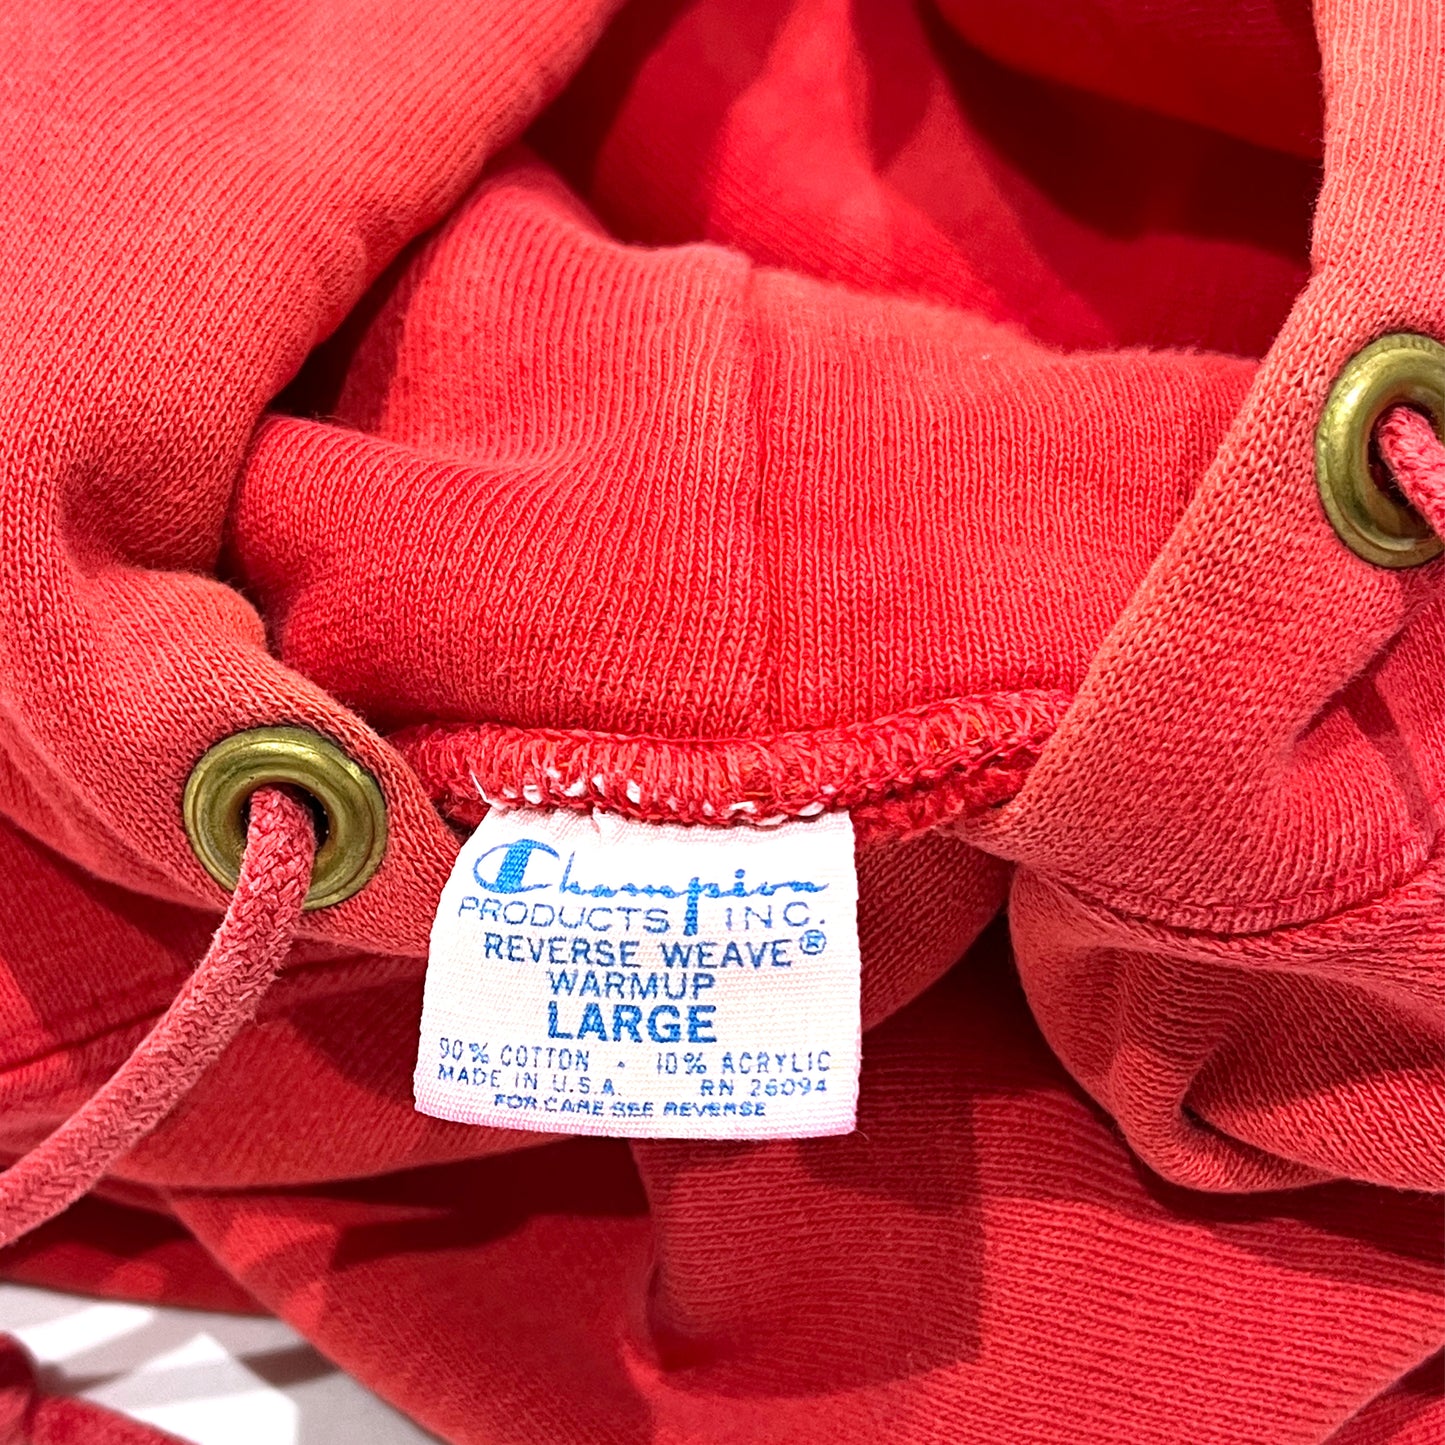 Champion
PRODUCTS INC.
REVERSE WEAVE®
WARMUP
LARGE
90% COTTON · 10% ACRYLIC
MADE IN U.S.A. RN 26094
FOR CARE SEE REVERSE